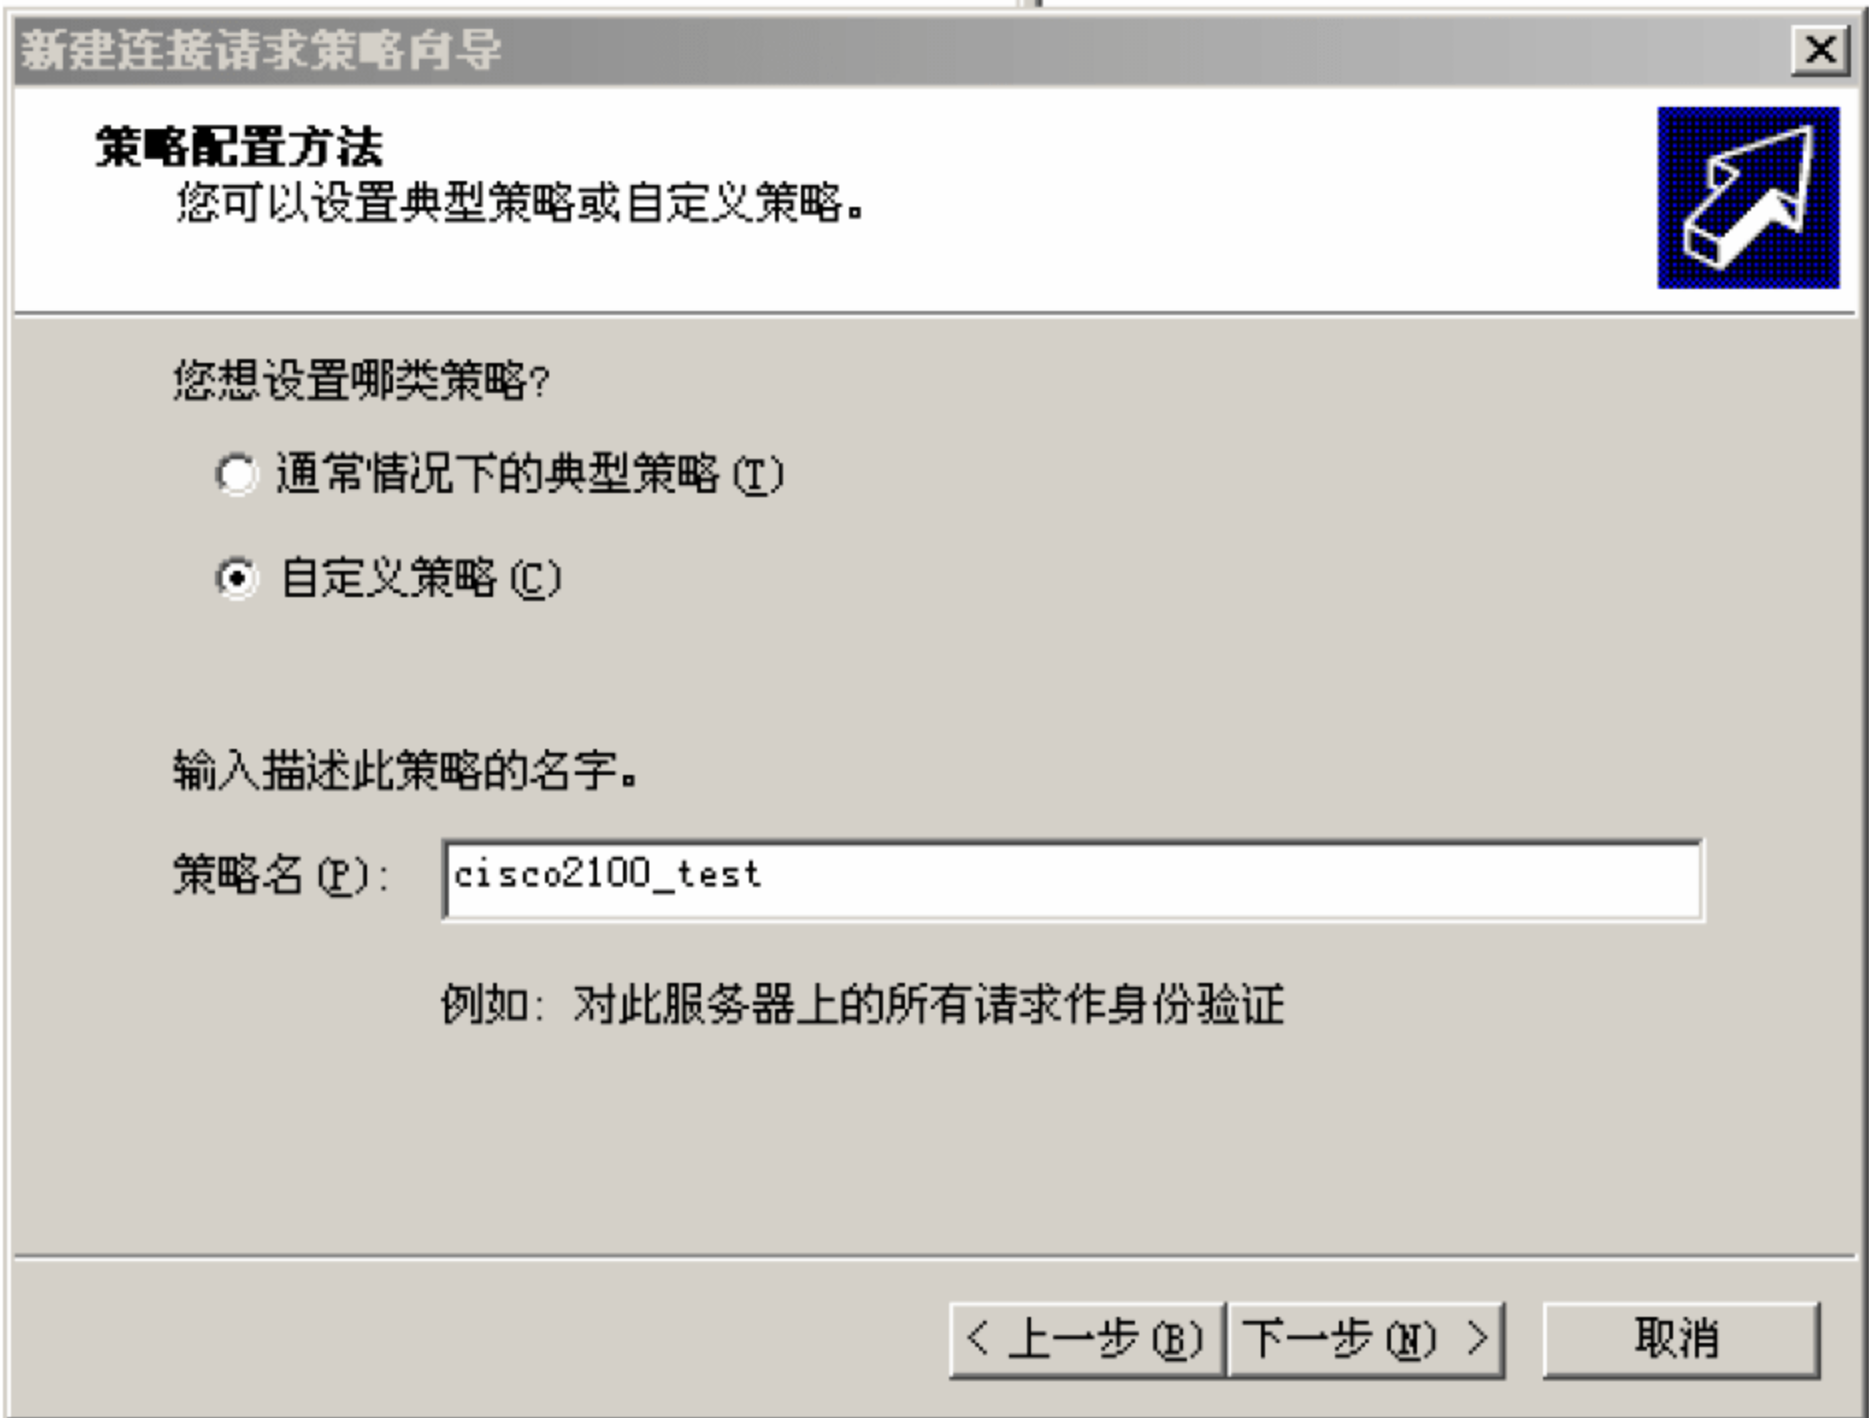 新建连接请求策略向导
策略配置方法
您可以设置典型策略或自定义策略。
您想设置哪类策略?
通常情况下的典型策略(T)
自定义策略(C)
输入描述此策略的名字。
策略名(P): cisco2100_test
例如: 对此服务器上的所有请求作身份验证
< 上一步(B) 下一步(N) > 取消